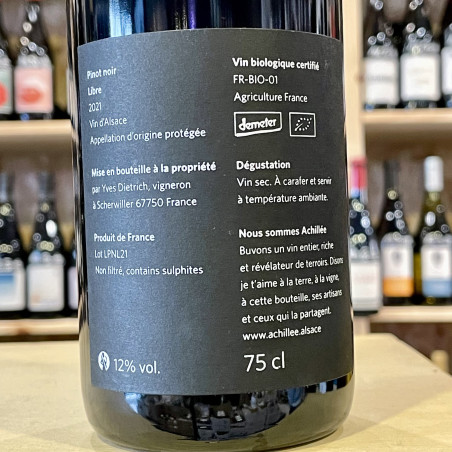 Pinot noir
Libre
2021
Vin d'Alsace
Appellation d'origine protégée
Mise en bouteille à la propriété
par Yves Dietrich, vigneron
à Scherwiller 67750 France
Produit de France
Lot LPNL21
Non filtré, contains sulphites
12% vol.
Vin biologique certifié
FR-BIO-01
Agriculture France
demeter
Dégustation
Vin sec. À carafer et servir
à température ambiante.
Nous sommes Achillée
Buvons un vin entier, riche
et révélateur de terroirs. Disons
je t'aime à la terre, à la vigne,
à cette bouteille, ses artisans
et ceux qui la partagent.
www.achillee.alsace
75 cl